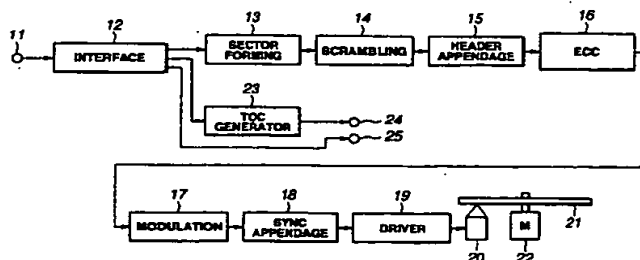 11
12
INTERFACE
13
SECTOR
FORMING
14
SCRAMBLING
15
HEADER
APPENDAGE
16
ECC
23
TOC
GENERATOR
24
25
17
MODULATION
18
SYNC
APPENDAGE
19
DRIVER
20
M
22
21